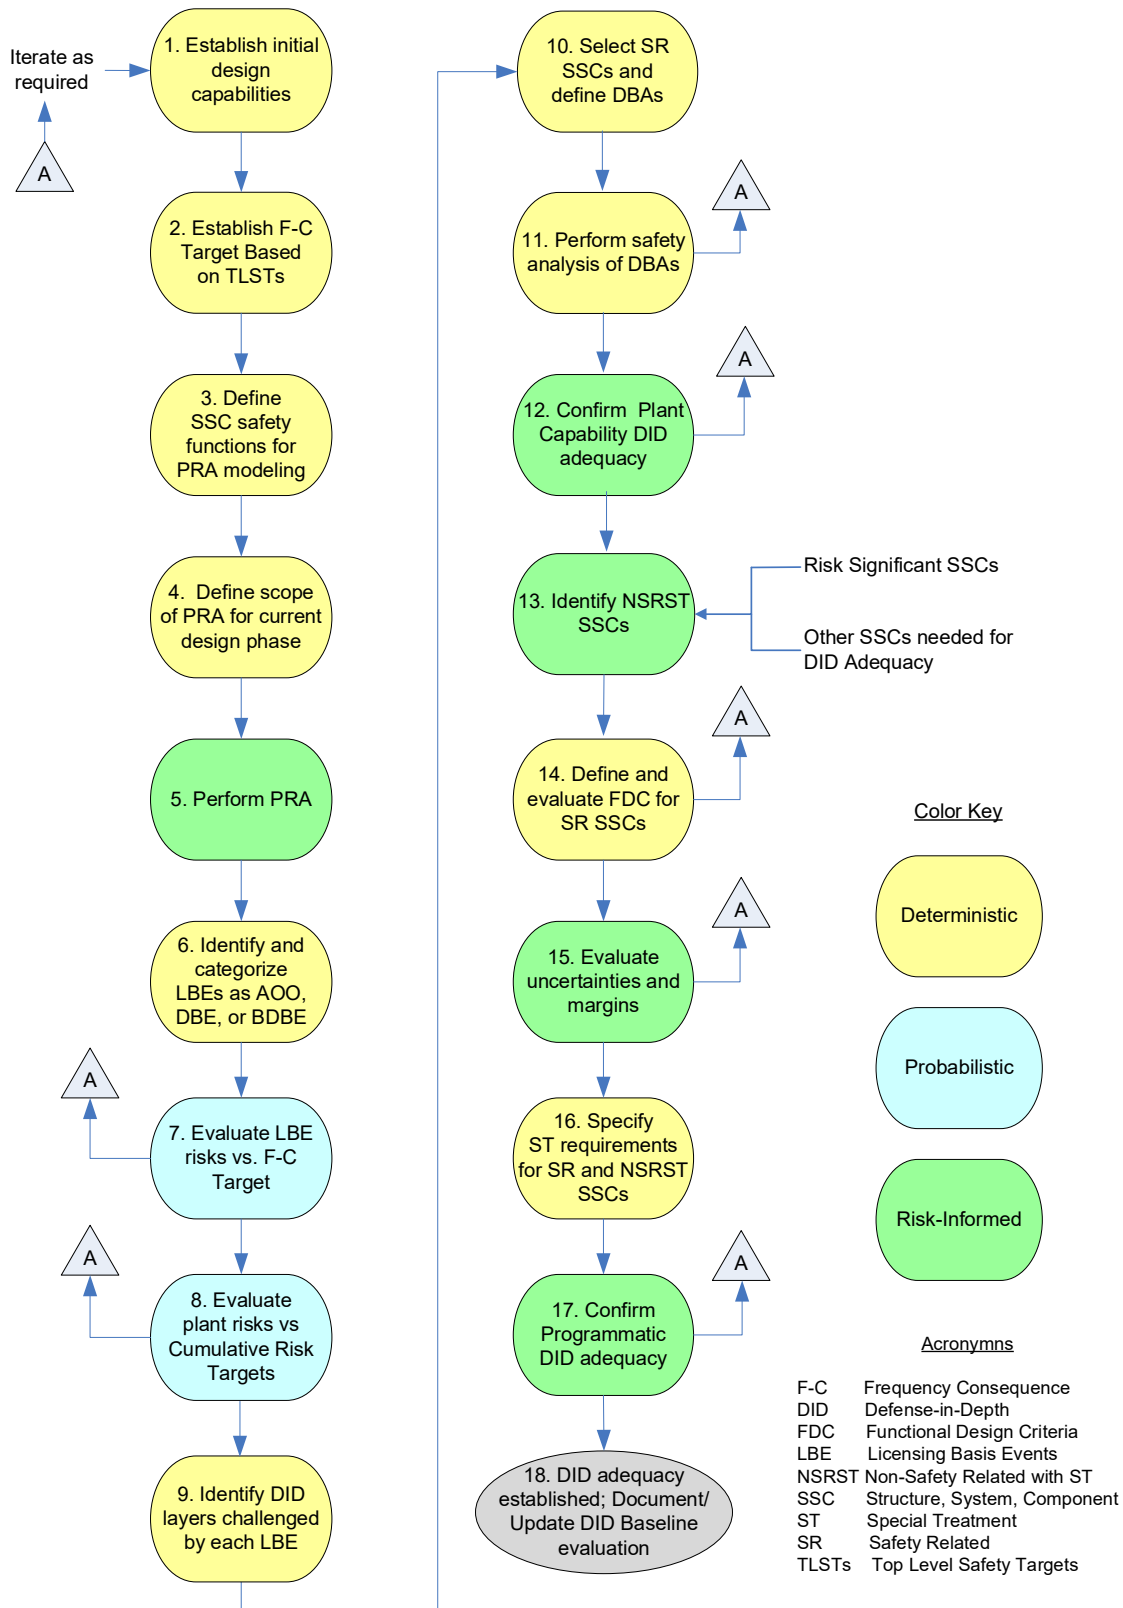 Iterate as
required
A
1. Establish initial
design
capabilities
2. Establish F-C
Target Based
on TLSTs
3. Define
SSC safety
functions for
PRA modeling
4. Define scope
of PRA for current
design phase
5. Perform PRA
6. Identify and
categorize
LBEs as AOO,
DBE, or BDBE
A
7. Evaluate LBE
risks vs. F-C
Target
A
8. Evaluate
plant risks vs
Cumulative Risk
Targets
9. Identify DID
layers challenged
by each LBE
10. Select SR
SSCs and
define DBAs
A
11. Perform safety
analysis of DBAs
A
12. Confirm Plant
Capability DID
adequacy
13. Identify NSRST
SSCs
Risk Significant SSCs
Other SSCs needed for
DID Adequacy
A
14. Define and
evaluate FDC for
SR SSCs
A
15. Evaluate
uncertainties and
margins
16. Specify
ST requirements
for SR and NSRST
SSCs
A
17. Confirm
Programmatic
DID adequacy
18. DID adequacy
established; Document/
Update DID Baseline
evaluation
Color Key
Deterministic
Probabilistic
Risk-Informed
Acronymns
F-C Frequency Consequence
DID Defense-in-Depth
FDC Functional Design Criteria
LBE Licensing Basis Events
NSRST Non-Safety Related with ST
SSC Structure, System, Component
ST Special Treatment
SR Safety Related
TLSTs Top Level Safety Targets